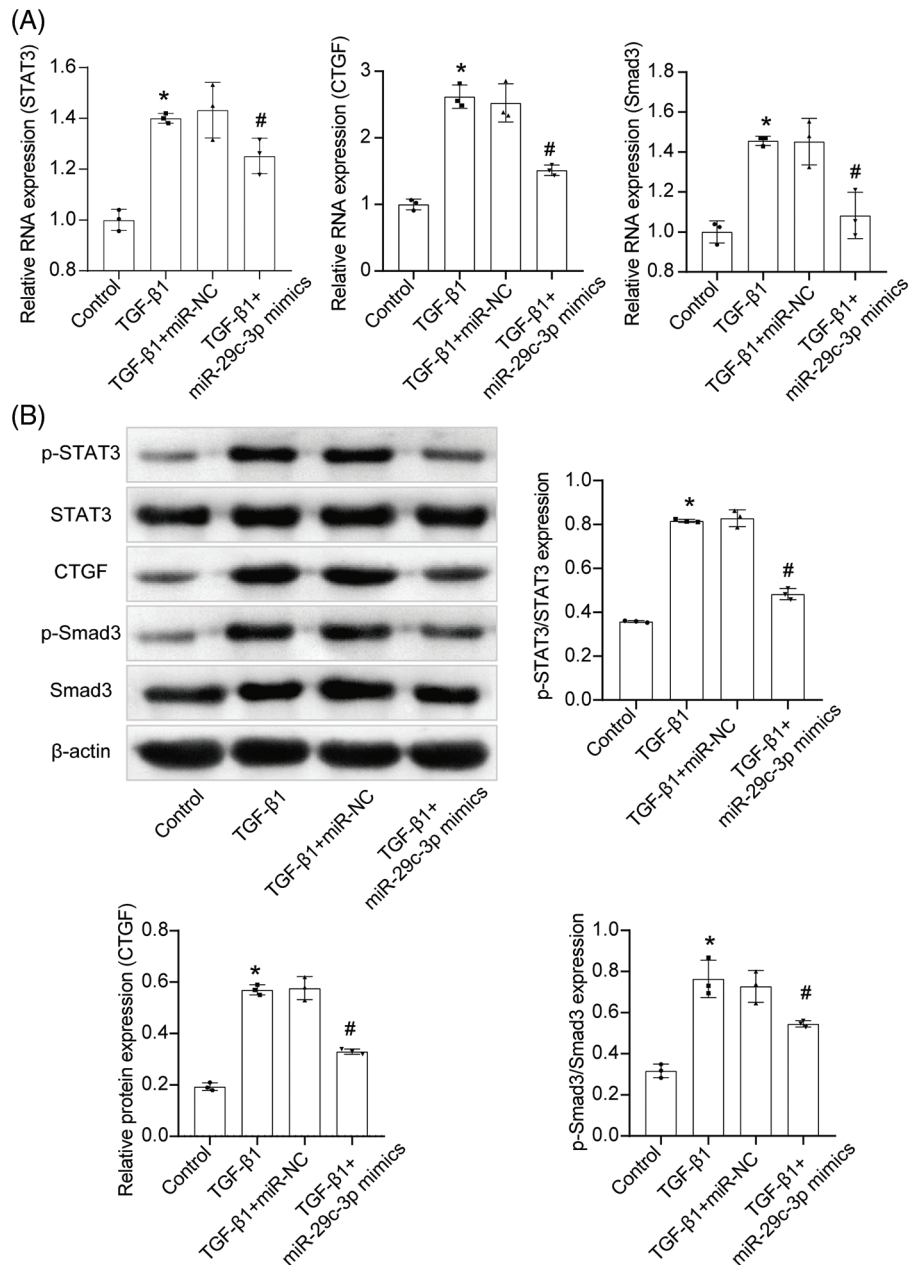 (A)
Relative RNA expression (STAT3)
1.6
1.4
1.2
1.0
0.8
*
#
Control
TGF-β1
TGF-β1+miR-NC
TGF-β1+
miR-29c-3p mimics
Relative RNA expression (CTGF)
3
2
1
0
*
#
Control
TGF-β1
TGF-β1+miR-NC
TGF-β1+
miR-29c-3p mimics
Relative RNA expression (Smad3)
1.8
1.6
1.4
1.2
1.0
0.8
*
#
Control
TGF-β1
TGF-β1+miR-NC
TGF-β1+
miR-29c-3p mimics
(B)
p-STAT3
STAT3
CTGF
p-Smad3
Smad3
β-actin
Control
TGF-β1
TGF-β1+miR-NC
TGF-β1+
miR-29c-3p mimics
p-STAT3/STAT3 expression
1.0
0.8
0.6
0.4
0.2
0.0
*
#
Control
TGF-β1
TGF-β1+miR-NC
TGF-β1+
miR-29c-3p mimics
Relative protein expression (CTGF)
0.8
0.6
0.4
0.2
0.0
*
#
Control
TGF-β1
TGF-β1+miR-NC
TGF-β1+
miR-29c-3p mimics
p-Smad3/Smad3 expression
1.0
0.8
0.6
0.4
0.2
0.0
*
#
Control
TGF-β1
TGF-β1+miR-NC
TGF-β1+
miR-29c-3p mimics